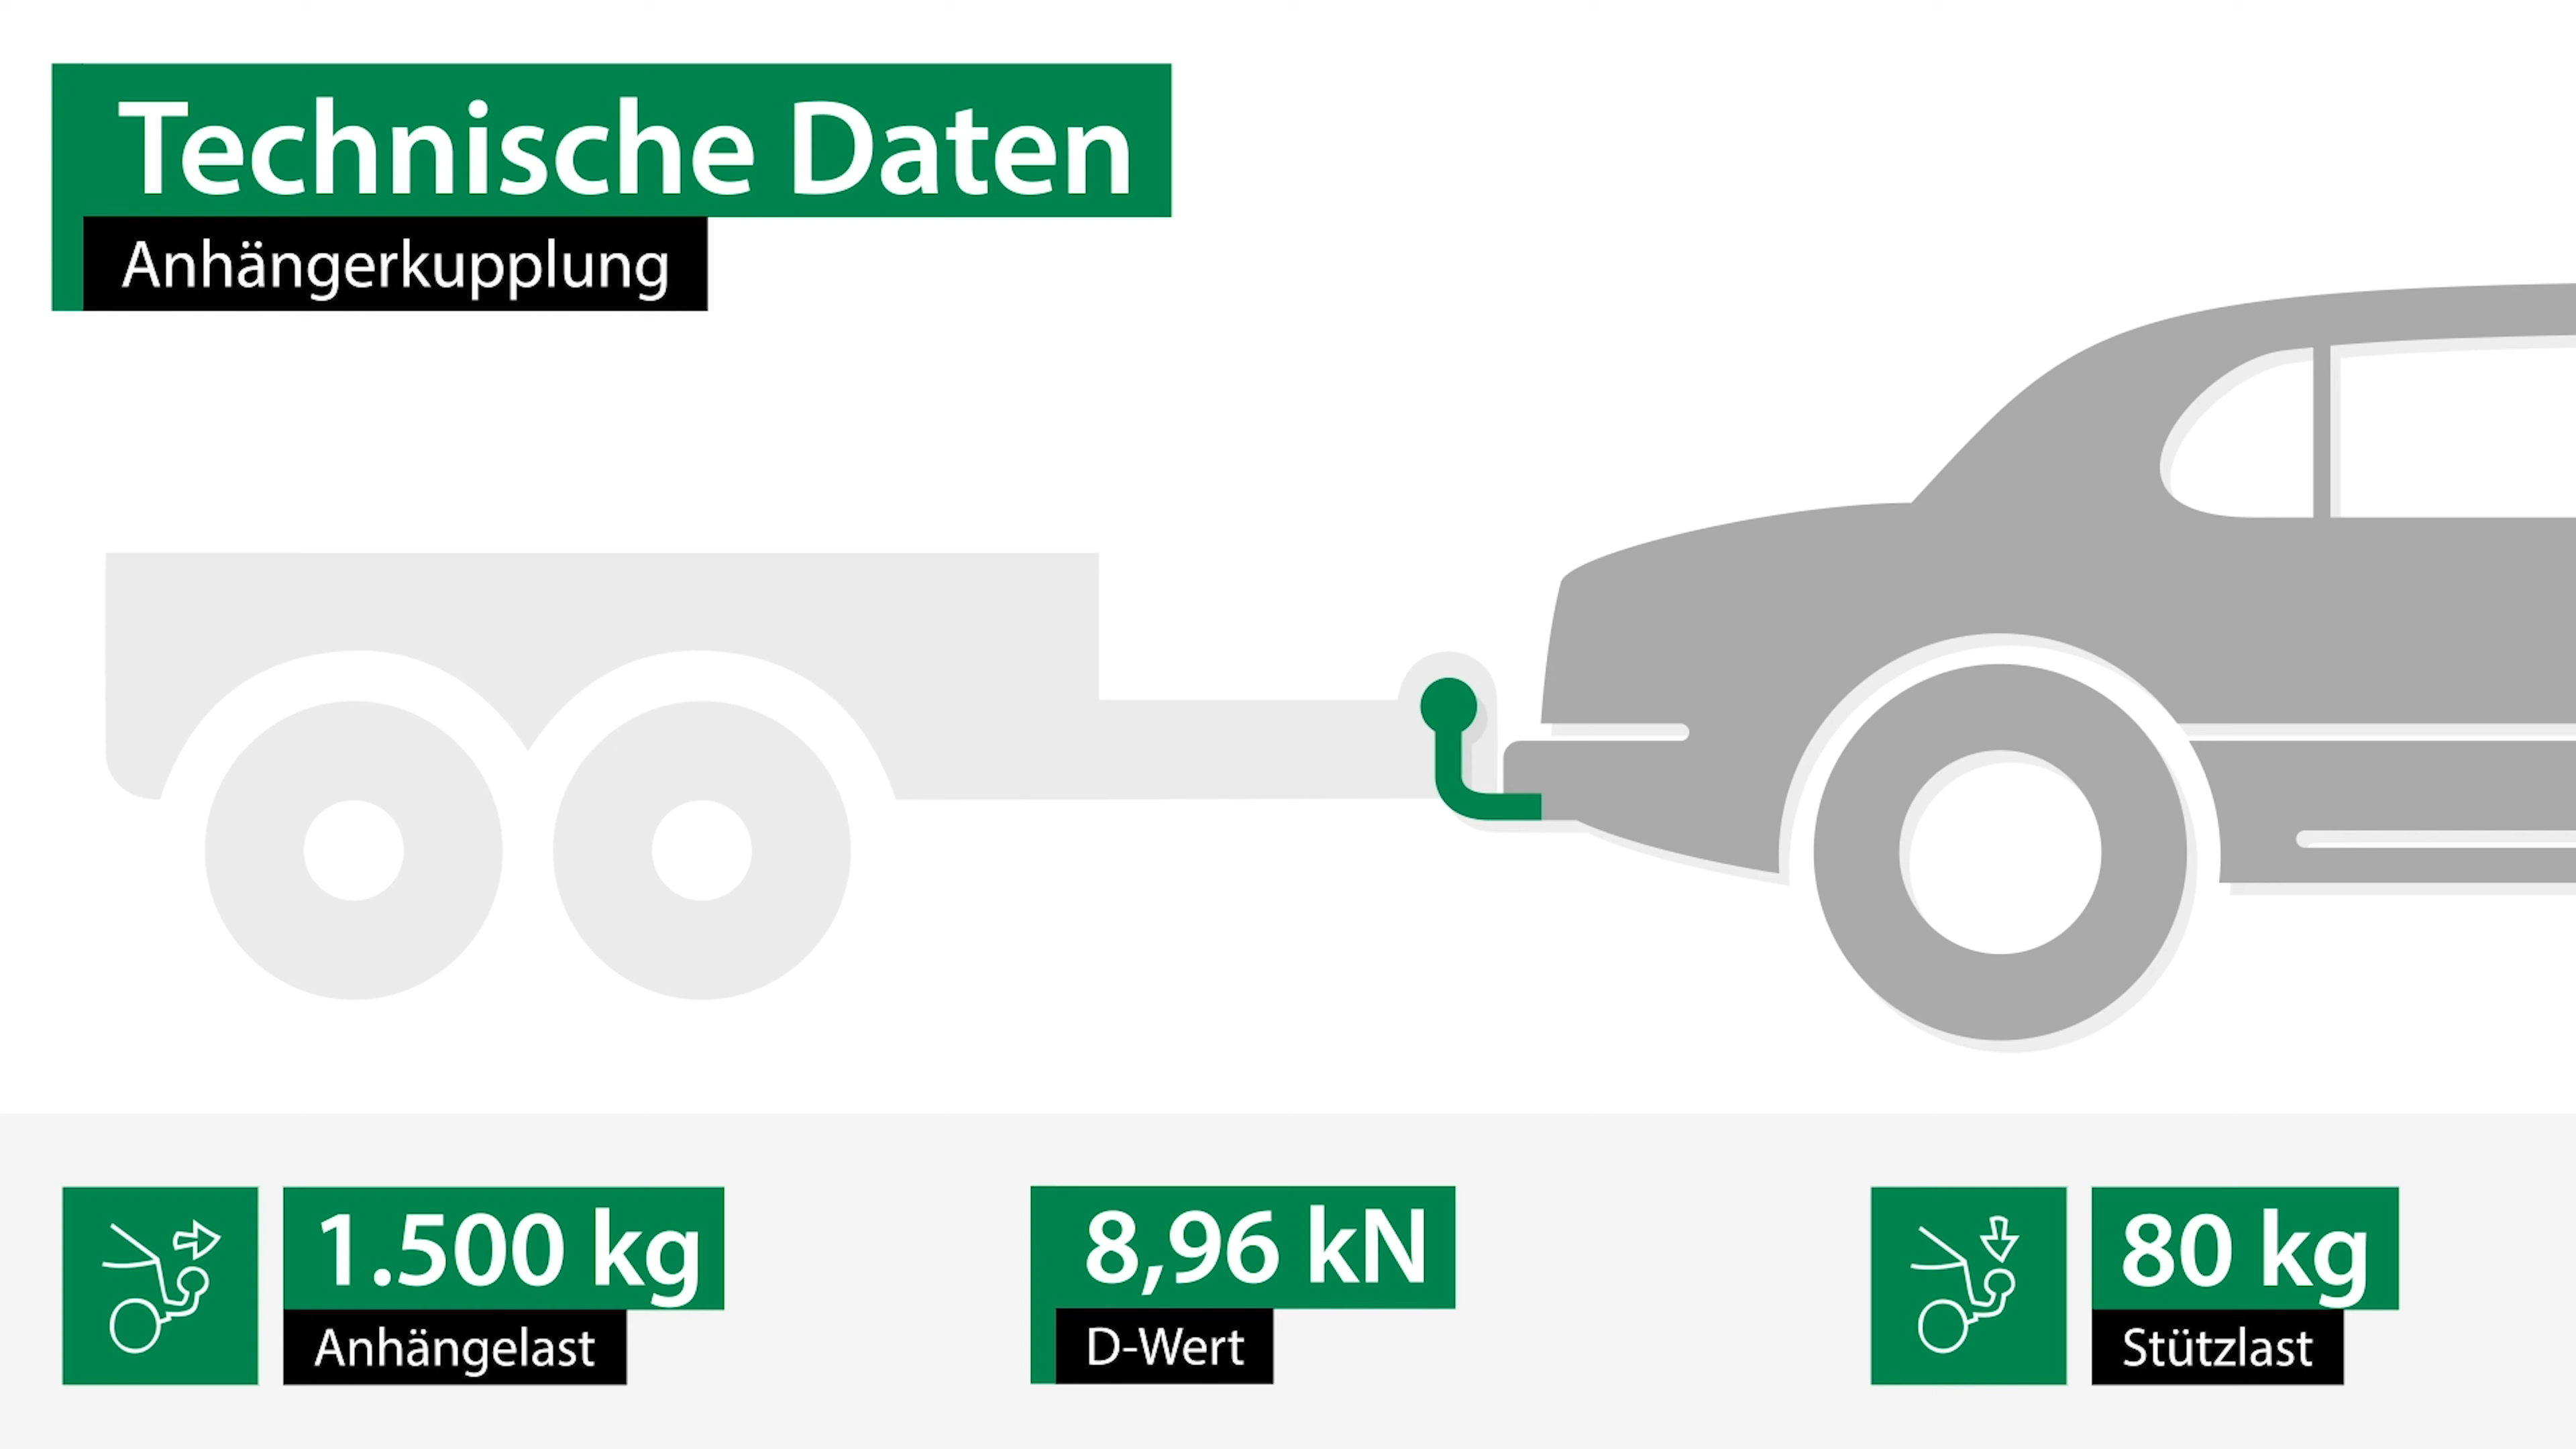 Technische Daten
Anhängerkupplung
1.500 kg
Anhängelast
8,96 kN
D-Wert
80 kg
Stützlast